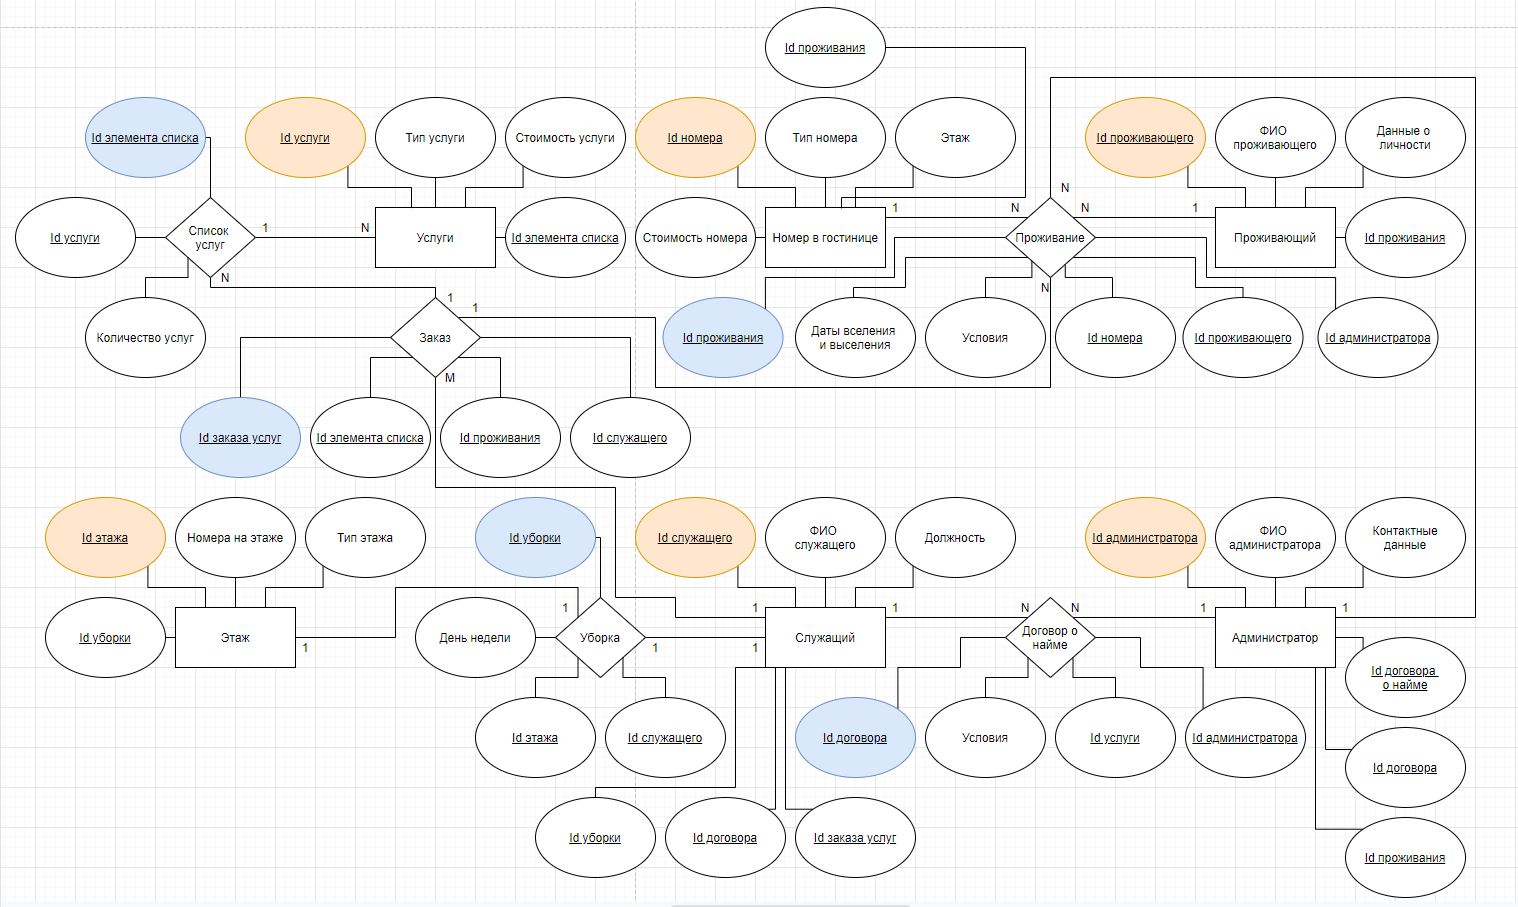 Id проживания
Id элемента списка
Id услуги
Тип услуги
Стоимость услуги
Id номера
Тип номера
Этаж
Id проживающего
ФИО
проживающего
Данные о
личности
N
1
N
N
1
N
1
Id услуги
Список
услуг
Услуги
Id элемента списка
Стоимость номера
Номер в гостинице
Проживание
Проживающий
Id проживания
N
N
1
1
Количество услуг
Заказ
Id проживания
Даты вселения
и выселения
Условия
Id номера
Id проживающего
Id администратора
M
Id заказа услуг
Id элемента списка
Id проживания
Id служащего
Id этажа
Номера на этаже
Тип этажа
Id уборки
Id служащего
ФИО
служащего
Должность
Id администратора
ФИО
администратора
Контактные
данные
1
1
1
N
N
1
1
Id уборки
Этаж
День недели
Уборка
Служащий
Договор о
найме
Администратор
1
1
1
Id договора
о найме
Id этажа
Id служащего
Id договора
Условия
Id услуги
Id администратора
Id договора
Id уборки
Id договора
Id заказа услуг
Id проживания